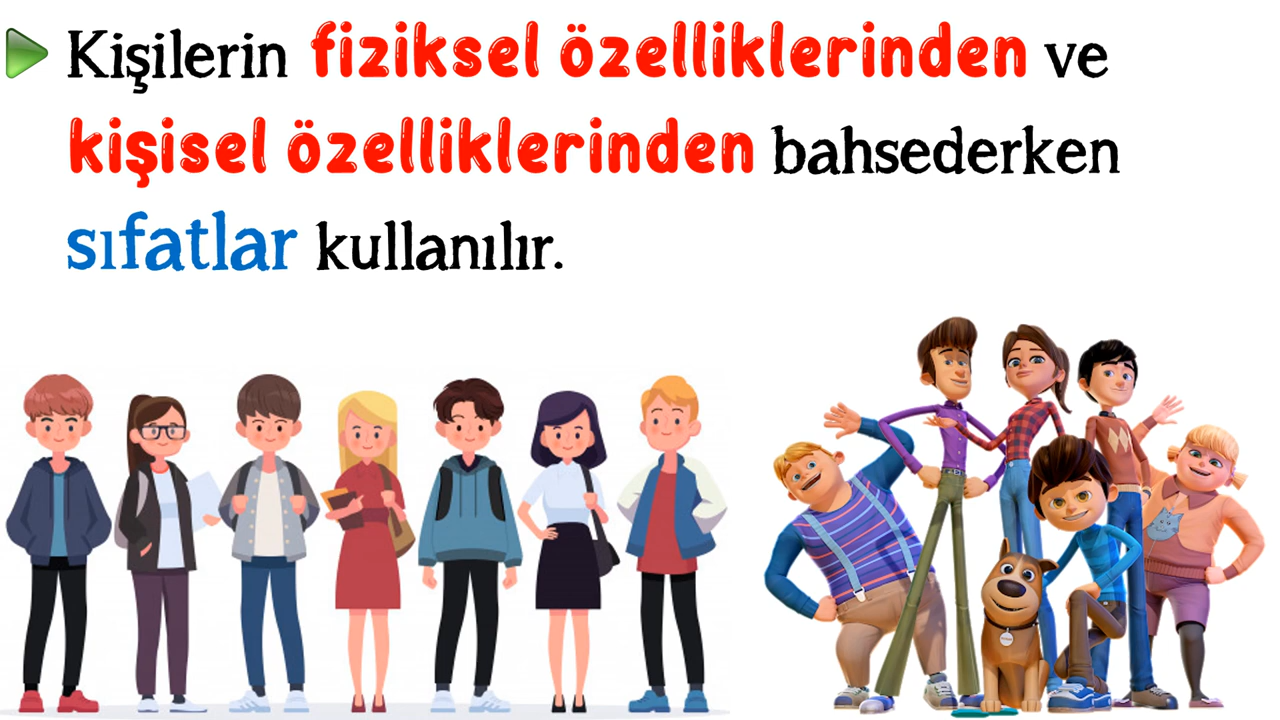 Kişilerin fiziksel özelliklerinden ve
kişisel özelliklerinden bahsederken
sıfatlar kullanılır.